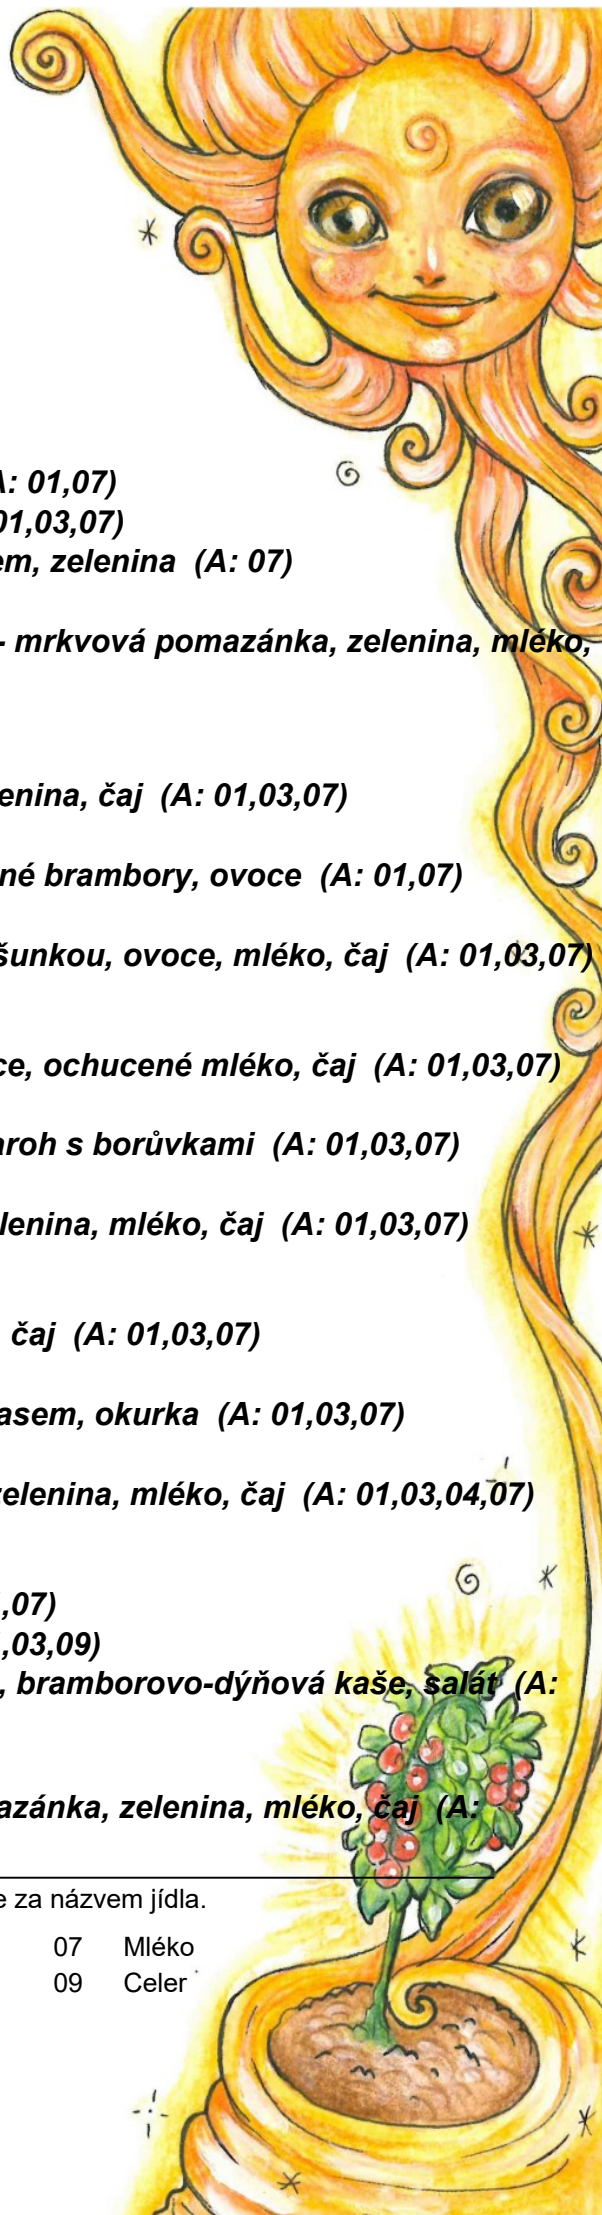 A: 01,07)
01,03,07)
em, zelenina (A: 07)
- mrkvová pomazánka, zelenina, mléko,
enina, čaj (A: 01,03,07)
né brambory, ovoce (A: 01,07)
šunkou, ovoce, mléko, čaj (A: 01,03,07)
ce, ochucené mléko, čaj (A: 01,03,07)
aroh s borůvkami (A: 01,03,07)
lenina, mléko, čaj (A: 01,03,07)
, čaj (A: 01,03,07)
asem, okurka (A: 01,03,07)
zelenina, mléko, čaj (A: 01,03,04,07)
,07)
,03,09)
, bramborovo-dýňová kaše, salát (A:
azánka, zelenina, mléko, čaj (A:
e za názvem jídla.
07 Mléko
09 Celer